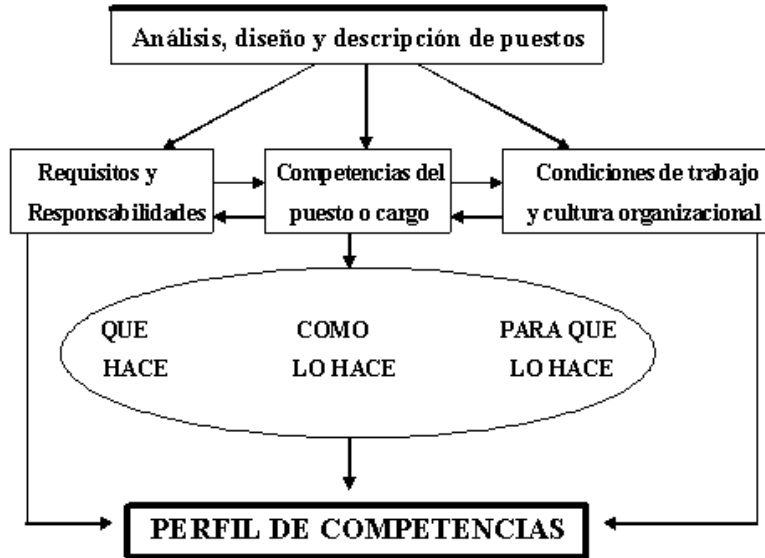 Análisis, diseño y descripción de puestos
Requisitos y
Responsabilidades
Competencias del
puesto o cargo
Condiciones de trabajo
y cultura organizacional
QUE
HACE
COMO
LO HACE
PARA QUE
LO HACE
PERFIL DE COMPETENCIAS